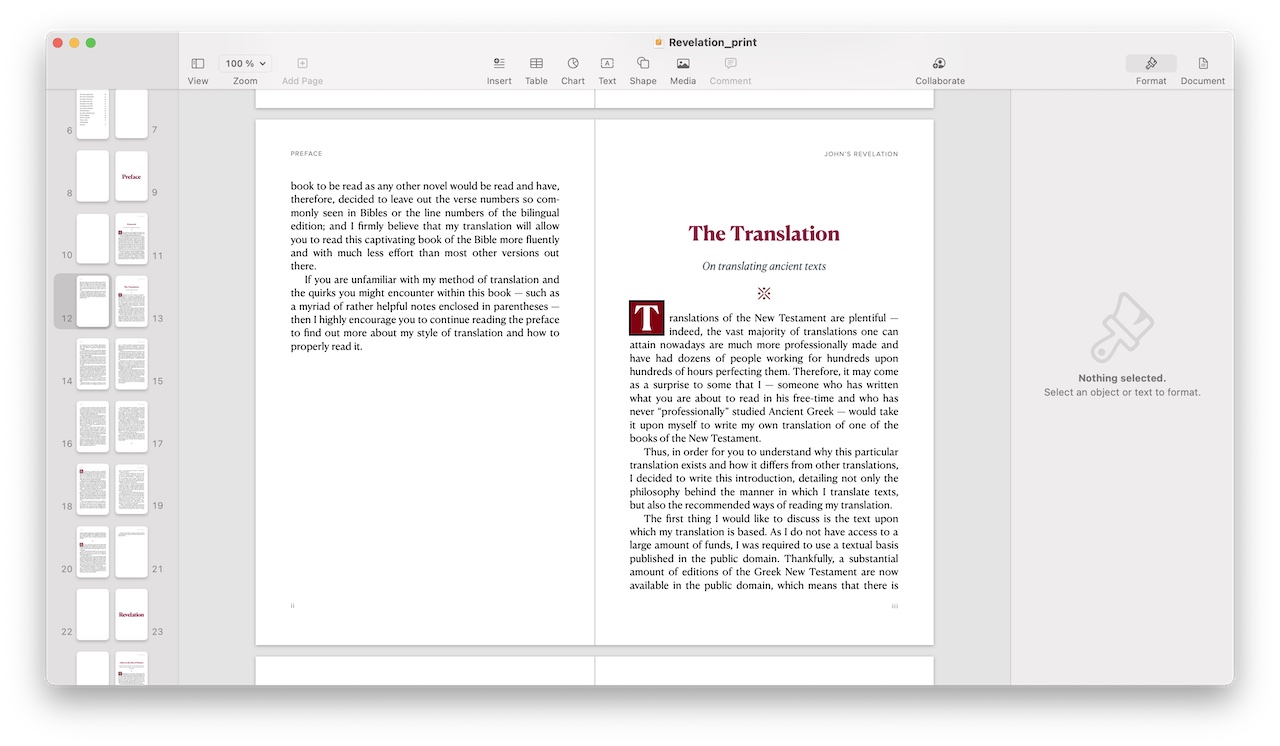 Revelation_print
View
100 %
Zoom
Add Page
Insert
Table
Chart
Text
Shape
Media
Comment
Collaborate
Format
Document
6
7
8
Preface
9
10
11
12
13
14
15
16
17
18
19
20
21
22
Revelation
23
PREFACE
book to be read as any other novel would be read and have,
therefore, decided to leave out the verse numbers so com-
monly seen in Bibles or the line numbers of the bilingual
edition; and I firmly believe that my translation will allow
you to read this captivating book of the Bible more fluently
and with much less effort than most other versions out
there.
If you are unfamiliar with my method of translation and
the quirks you might encounter within this book — such as
a myriad of rather helpful notes enclosed in parentheses —
then I highly encourage you to continue reading the preface
to find out more about my style of translation and how to
properly read it.
ii
JOHN'S REVELATION
The Translation
On translating ancient texts
Translations of the New Testament are plentiful —
indeed, the vast majority of translations one can
attain nowadays are much more professionally made and
have had dozens of people working for hundreds upon
hundreds of hours perfecting them. Therefore, it may come
as a surprise to some that I — someone who has written
what you are about to read in his free-time and who has
never “professionally” studied Ancient Greek — would take
it upon myself to write my own translation of one of the
books of the New Testament.
Thus, in order for you to understand why this particular
translation exists and how it differs from other translations,
I decided to write this introduction, detailing not only the
philosophy behind the manner in which I translate texts,
but also the recommended ways of reading my translation.
The first thing I would like to discuss is the text upon
which my translation is based. As I do not have access to a
large amount of funds, I was required to use a textual basis
published in the public domain. Thankfully, a substantial
amount of editions of the Greek New Testament are now
available in the public domain, which means that there is
iii
Nothing selected.
Select an object or text to format.